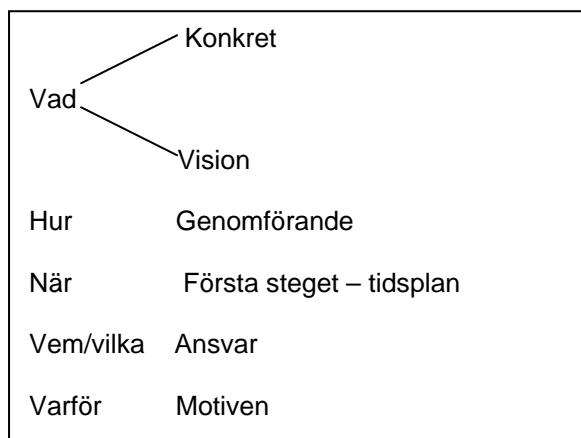 Konkret
Vad
Vision
Hur Genomförande
När Första steget – tidsplan
Vem/vilka Ansvar
Varför Motiven